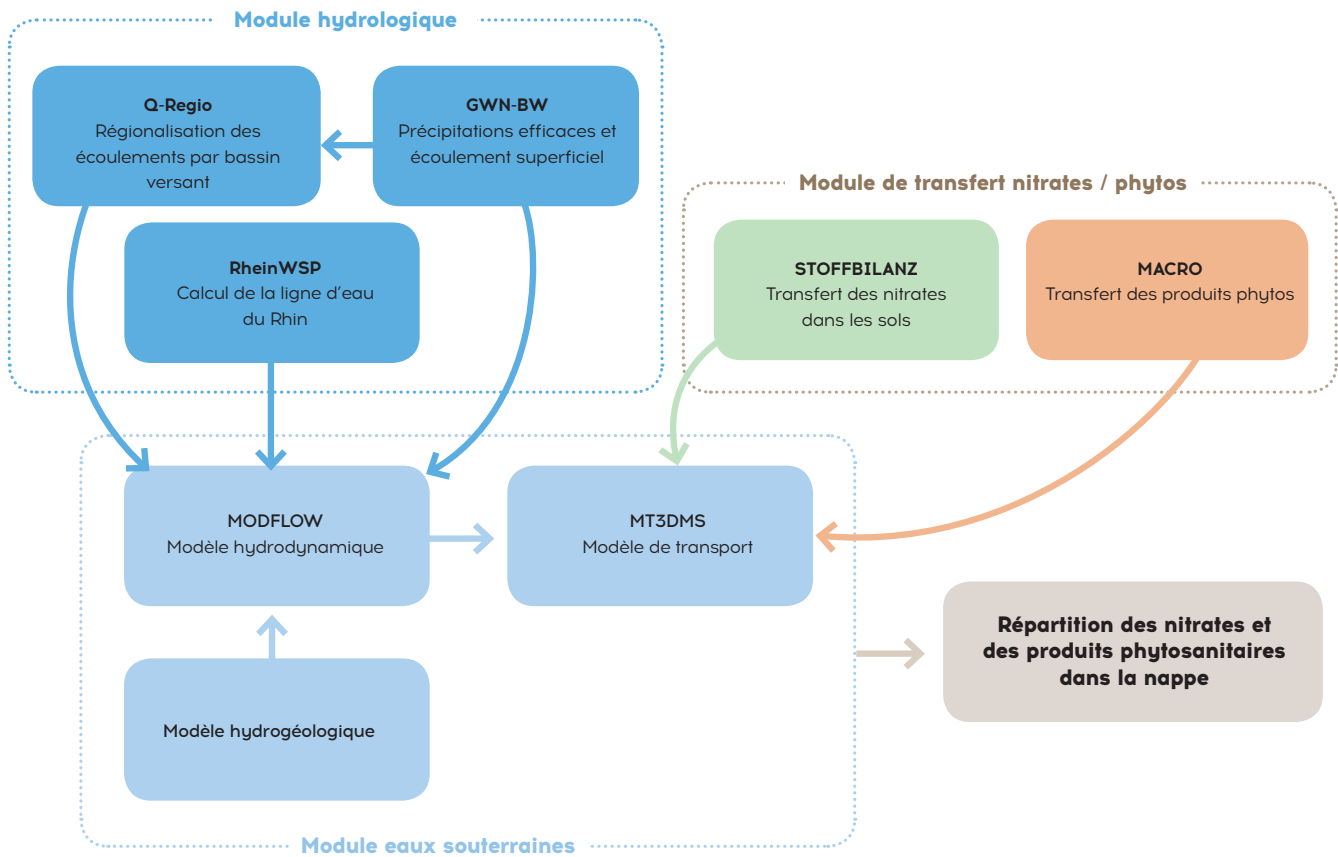 Module hydrologique
Q-Regio
Régionalisation des
écoulements par bassin
versant
GWN-BW
Précipitations efficaces et
écoulement superficiel
RheinWSP
Calcul de la ligne d'eau
du Rhin
Module de transfert nitrates / phytos
STOFFBILANZ
Transfert des nitrates
dans les sols
MACRO
Transfert des produits phytos
MODFLOW
Modèle hydrodynamique
MT3DMS
Modèle de transport
Modèle hydrogéologique
Répartition des nitrates et
des produits phytosanitaires
dans la nappe
Module eaux souterraines